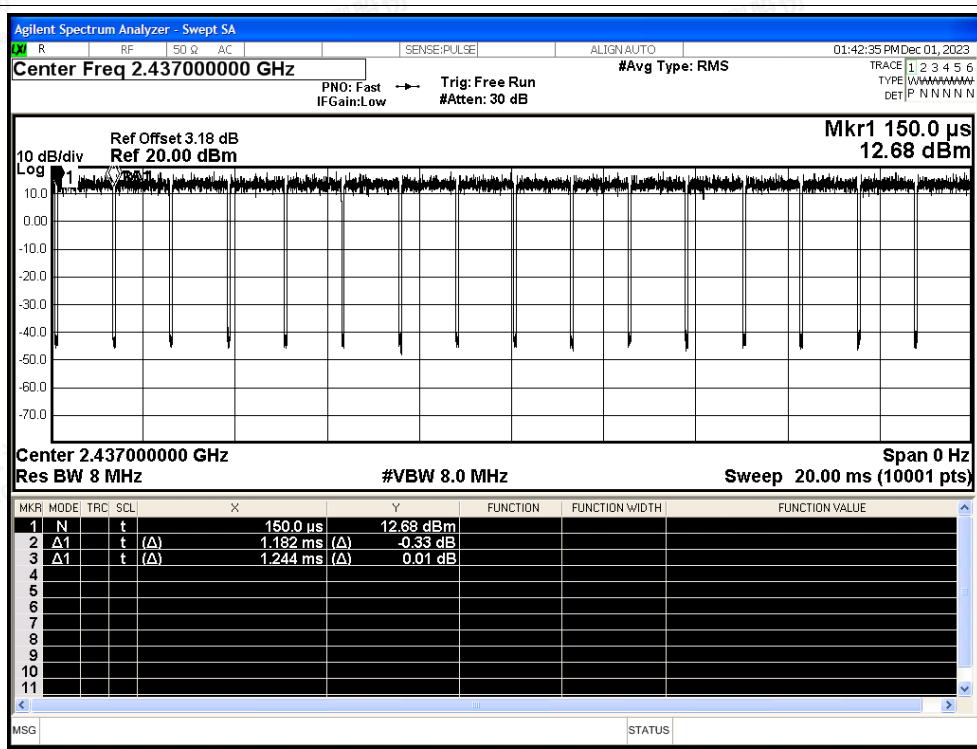 Agilent Spectrum Analyzer - Swept SA
LXI R RF 50 Ω AC SENSE:PULSE ALIGN AUTO 01:42:35 PM Dec 01, 2023
Center Freq 2.437000000 GHz
#Avg Type: RMS
TRACE 1 2 3 4 5 6
PNO: Fast Trig: Free Run
TYPE
IFGain:Low #Atten: 30 dB
DET P N N N N N
Mkr1 150.0 µs
Ref Offset 3.18 dB
10 dB/div Ref 20.00 dBm 12.68 dBm
Log
1
10.0
0.00
-10.0
-20.0
-30.0
-40.0
-50.0
-60.0
-70.0
Center 2.437000000 GHz Span 0 Hz
Res BW 8 MHz #VBW 8.0 MHz Sweep 20.00 ms (10001 pts)
MKR MODE TRC SCL X Y FUNCTION FUNCTION WIDTH FUNCTION VALUE
1 N t 150.0 µs 12.68 dBm
2 Δ1 t (Δ) 1.182 ms (Δ) -0.33 dB
3 Δ1 t (Δ) 1.244 ms (Δ) 0.01 dB
4
5
6
7
8
9
10
11
MSG STATUS